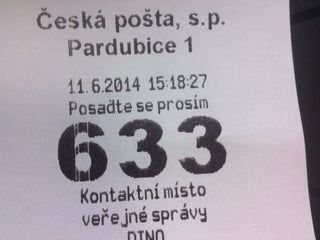 Česká pošta, s.p.
Pardubice 1
11.6.2014 15:18:27
Posaďte se prosím
633
Kontaktní místo
veřejné správy